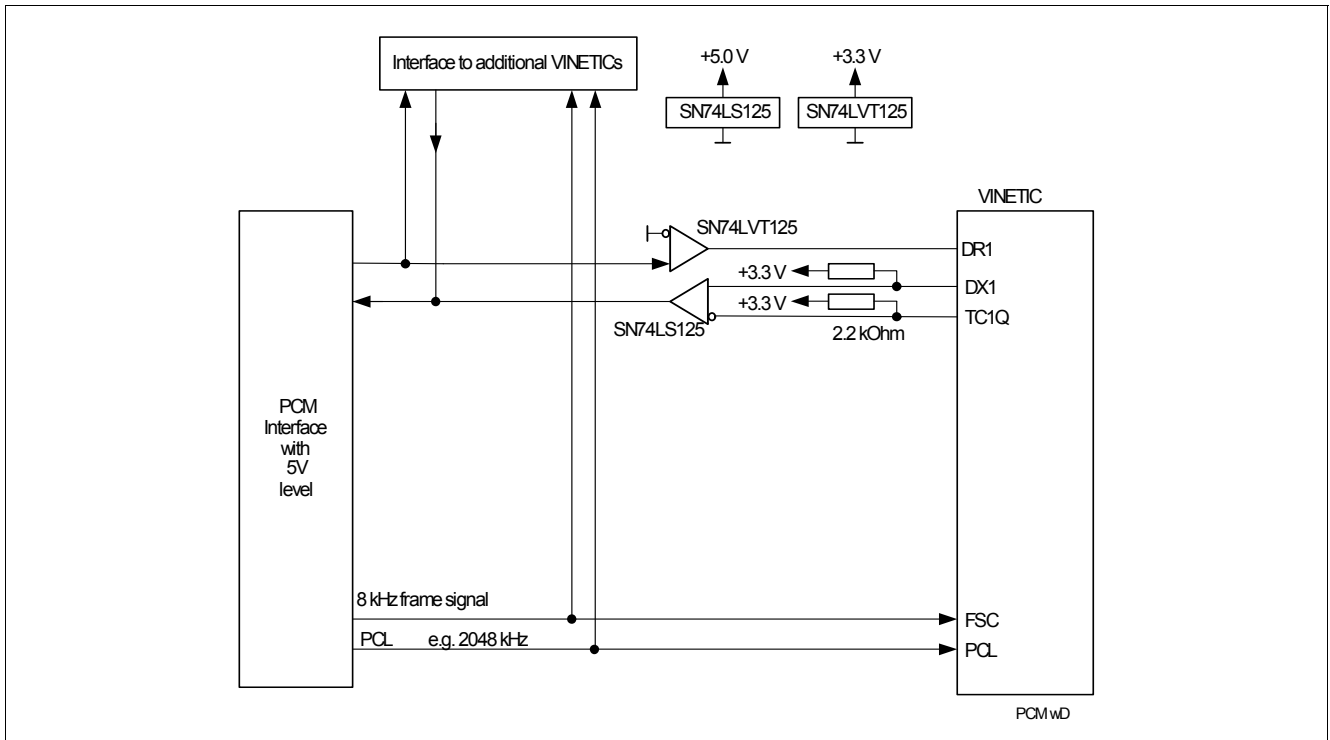 Interface to additional VINETICs
+5.0 V
+3.3 V
SN74LS125
SN74LVT125
VINETIC
SN74LVT125
DR1
+3.3 V
DX1
+3.3 V
TC1Q
SN74LS125
2.2 kOhm
PCM
Interface
with
5V
level
8 kHz frame signal
FSC
PCL
e.g. 2048 kHz
PCL
PCM wD